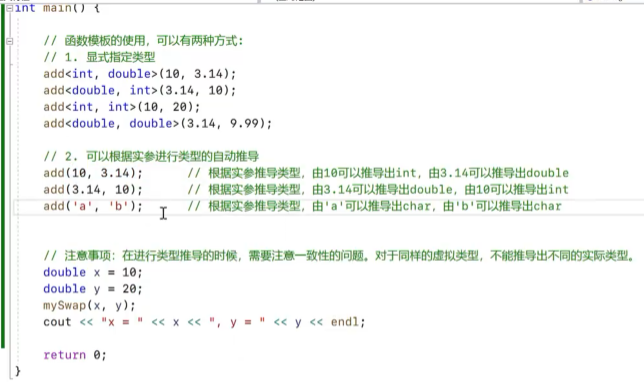 int main() {
// 函数模板的使用，可以有两种方式：
// 1. 显式指定类型
add<int, double>(10, 3.14);
add<double, int>(3.14, 10);
add<int, int>(10, 20);
add<double, double>(3.14, 9.99);
// 2. 可以根据实参进行类型的自动推导
add(10, 3.14); // 根据实参推导类型，由10可以推导出int，由3.14可以推导出double
add(3.14, 10); // 根据实参推导类型，由3.14可以推导出double，由10可以推导出int
add('a', 'b'); // 根据实参推导类型，由'a'可以推导出char，由'b'可以推导出char
// 注意事项：在进行类型推导的时候，需要注意一致性的问题。对于同样的虚拟类型，不能推导出不同的实际类型。
double x = 10;
double y = 20;
mySwap(x, y);
cout << "x = " << x << ", y = " << y << endl;
return 0;
}